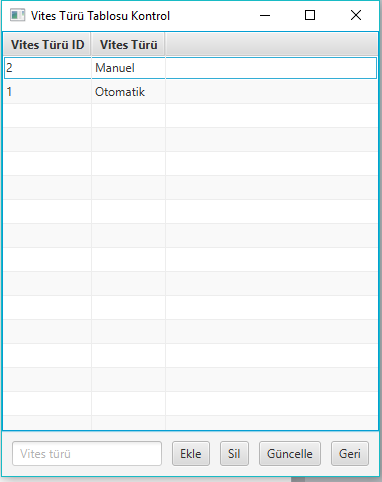 Vites Türü Tablosu Kontrol
Vites Türü ID Vites Türü
2 Manuel
1 Otomatik
Vites türü Ekle Sil Güncelle Geri